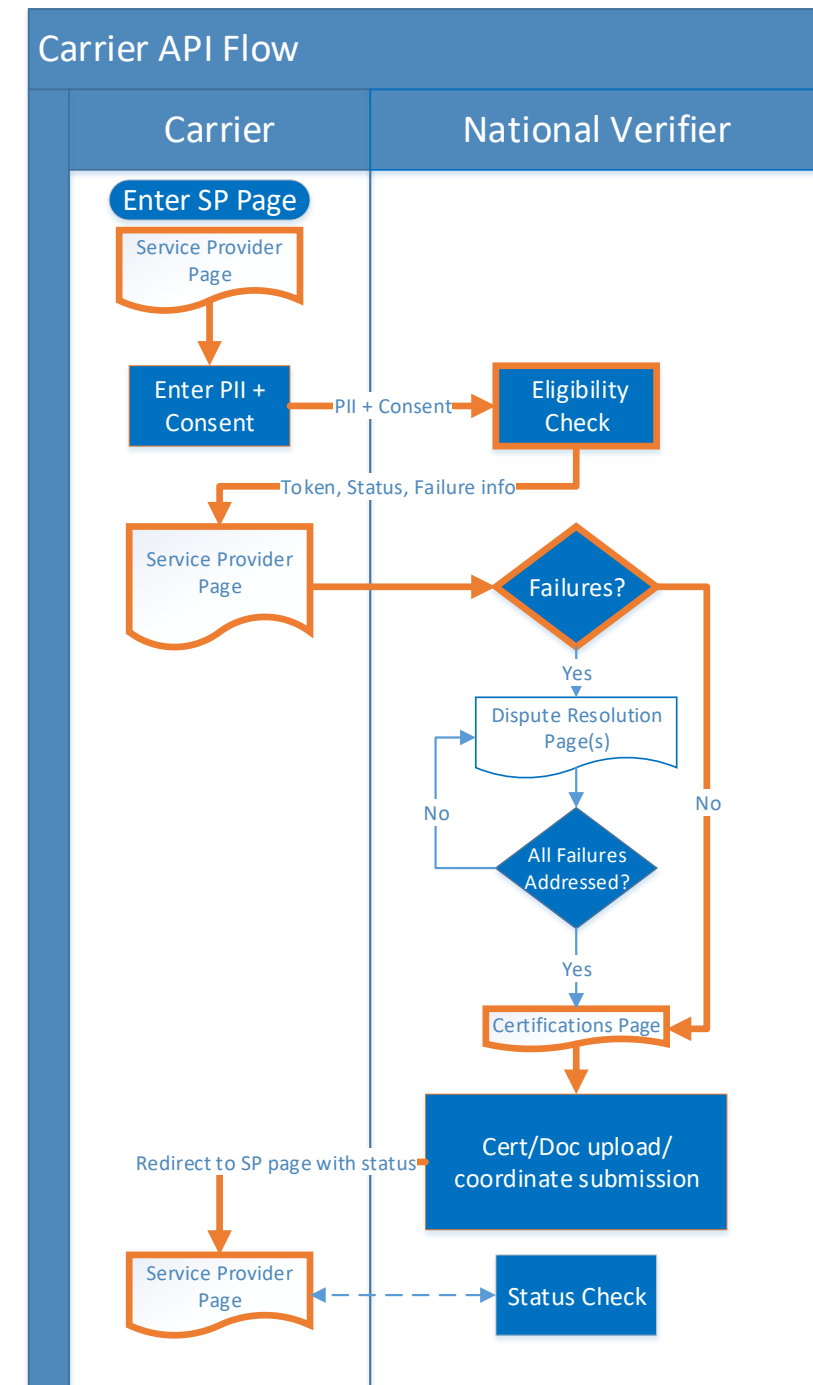 Carrier API Flow
Carrier
National Verifier
Enter SP Page
Service Provider
Page
Enter PII +
Consent
PII + Consent
Eligibility
Check
Token, Status, Failure info
Service Provider
Page
Failures?
Yes
Dispute Resolution
Page(s)
No
No
All Failures
Addressed?
Yes
Certifications Page
Cert/Doc upload/
coordinate submission
Redirect to SP page with status
Service Provider
Page
Status Check